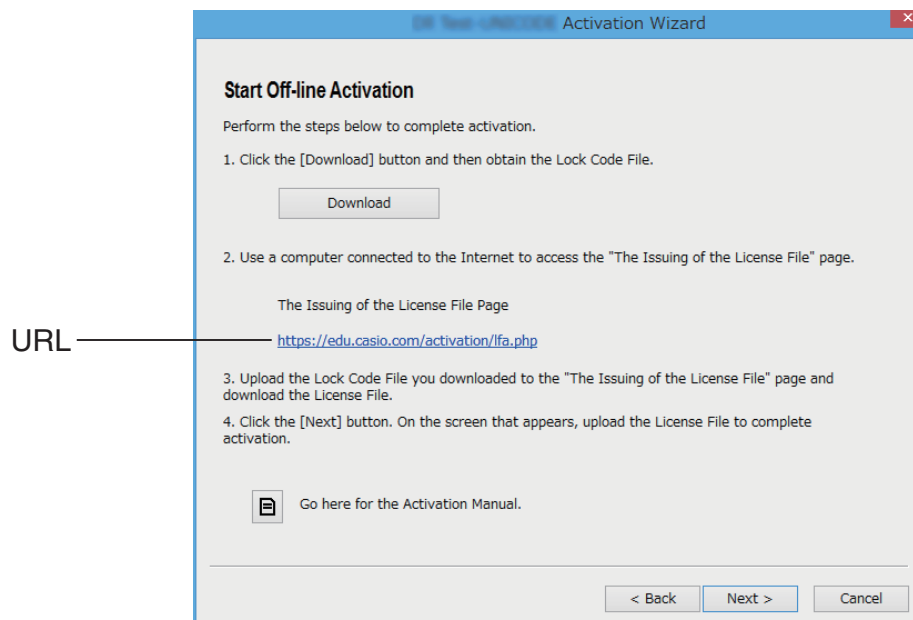 Activation Wizard
Start Off-line Activation
Perform the steps below to complete activation.
1. Click the [Download] button and then obtain the Lock Code File.
Download
2. Use a computer connected to the Internet to access the "The Issuing of the License File" page.
The Issuing of the License File Page
URL
https://edu.casio.com/activation/lfa.php
3. Upload the Lock Code File you downloaded to the "The Issuing of the License File" page and
download the License File.
4. Click the [Next] button. On the screen that appears, upload the License File to complete
activation.
Go here for the Activation Manual.
< Back
Next >
Cancel